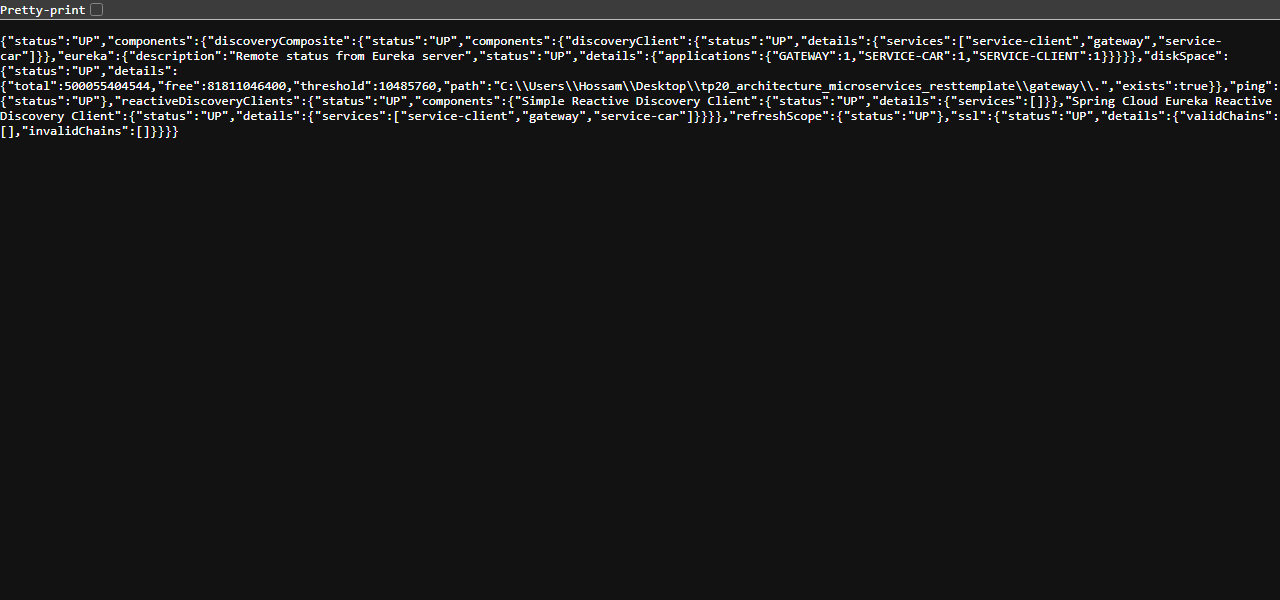 Pretty-print
{"status":"UP","components":{"discoveryComposite":{"status":"UP","components":{"discoveryClient":{"status":"UP","details":{"services":["service-client","gateway","service-
car"]}},"eureka":{"description":"Remote status from Eureka server","status":"UP","details":{"applications":{"GATEWAY":1,"SERVICE-CAR":1,"SERVICE-CLIENT":1}}}}},"diskSpace":
{"status":"UP","details":
{"total":500055404544,"free":81811046400,"threshold":10485760,"path":"C:\\Users\\Hossam\\Desktop\\tp20_architecture_microservices_resttemplate\\gateway\\.","exists":true}},"ping":
{"status":"UP"},"reactiveDiscoveryClients":{"status":"UP","components":{"Simple Reactive Discovery Client":{"status":"UP","details":{"services":[]}},"Spring Cloud Eureka Reactive
Discovery Client":{"status":"UP","details":{"services":["service-client","gateway","service-car"]}}}},"refreshScope":{"status":"UP"},"ssl":{"status":"UP","details":{"validChains":
[],"invalidChains":[]}}}}